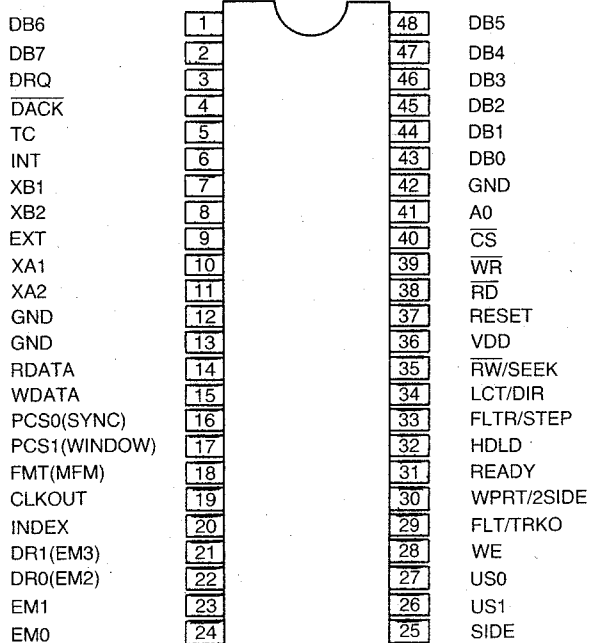 DB6 1 48 DB5
DB7 2 47 DB4
DRQ 3 46 DB3
D̅A̅C̅K̅ 4 45 DB2
TC 5 44 DB1
INT 6 43 DB0
XB1 7 42 GND
XB2 8 41 A0
EXT 9 40 C̅S̅
XA1 10 39 W̅R̅
XA2 11 38 R̅D̅
GND 12 37 RESET
GND 13 36 VDD
RDATA 14 35 R̅W̅/SEEK
WDATA 15 34 LCT/DIR
PCS0(SYNC) 16 33 FLTR/STEP
PCS1(WINDOW) 17 32 HDLD
FMT(MFM) 18 31 READY
CLKOUT 19 30 WPRT/2SIDE
INDEX 20 29 FLT/TRKO
DR1(EM3) 21 28 WE
DR0(EM2) 22 27 US0
EM1 23 26 US1
EM0 24 25 SIDE